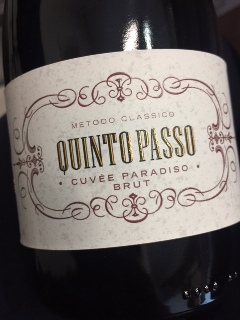 METODO CLASSICO
QUINTO PASSO
• CUVÉE PARADISO •
BRUT